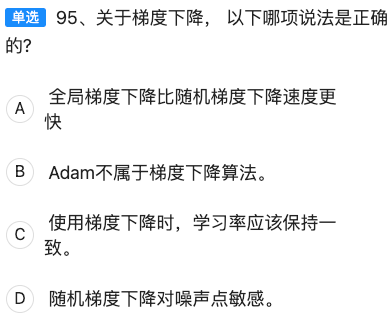 单选 95、关于梯度下降， 以下哪项说法是正确
的?
A 全局梯度下降比随机梯度下降速度更
快
B Adam不属于梯度下降算法。
C 使用梯度下降时，学习率应该保持一
致。
D 随机梯度下降对噪声点敏感。